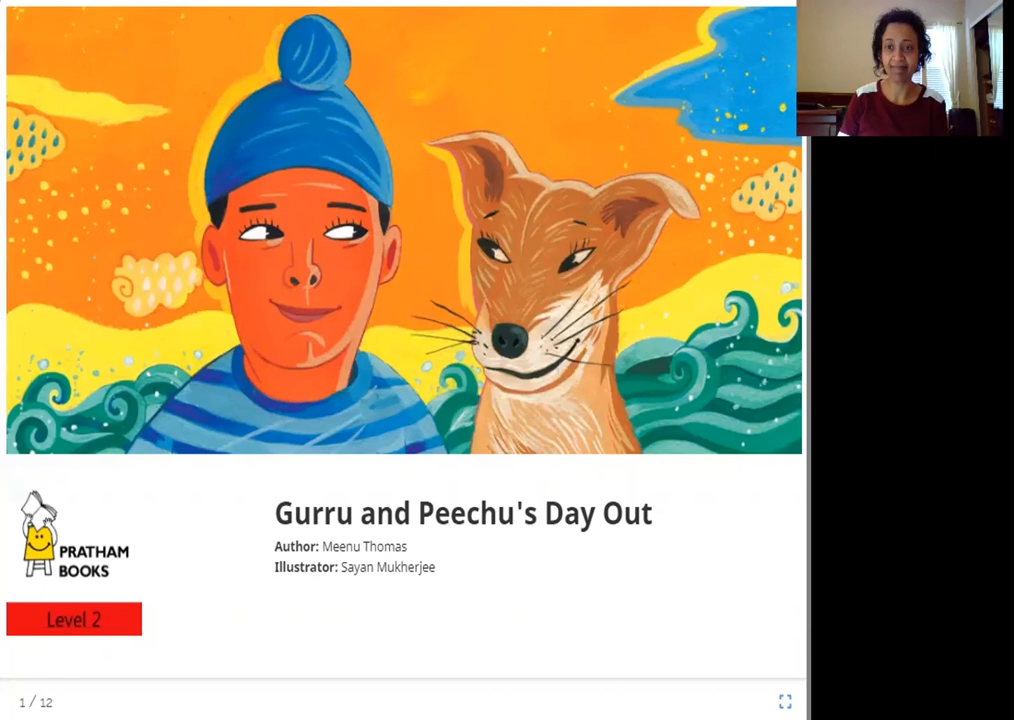 Gurru and Peechu's Day Out
Author: Meenu Thomas
Illustrator: Sayan Mukherjee
PRATHAM
BOOKS
Level 2
1 / 12